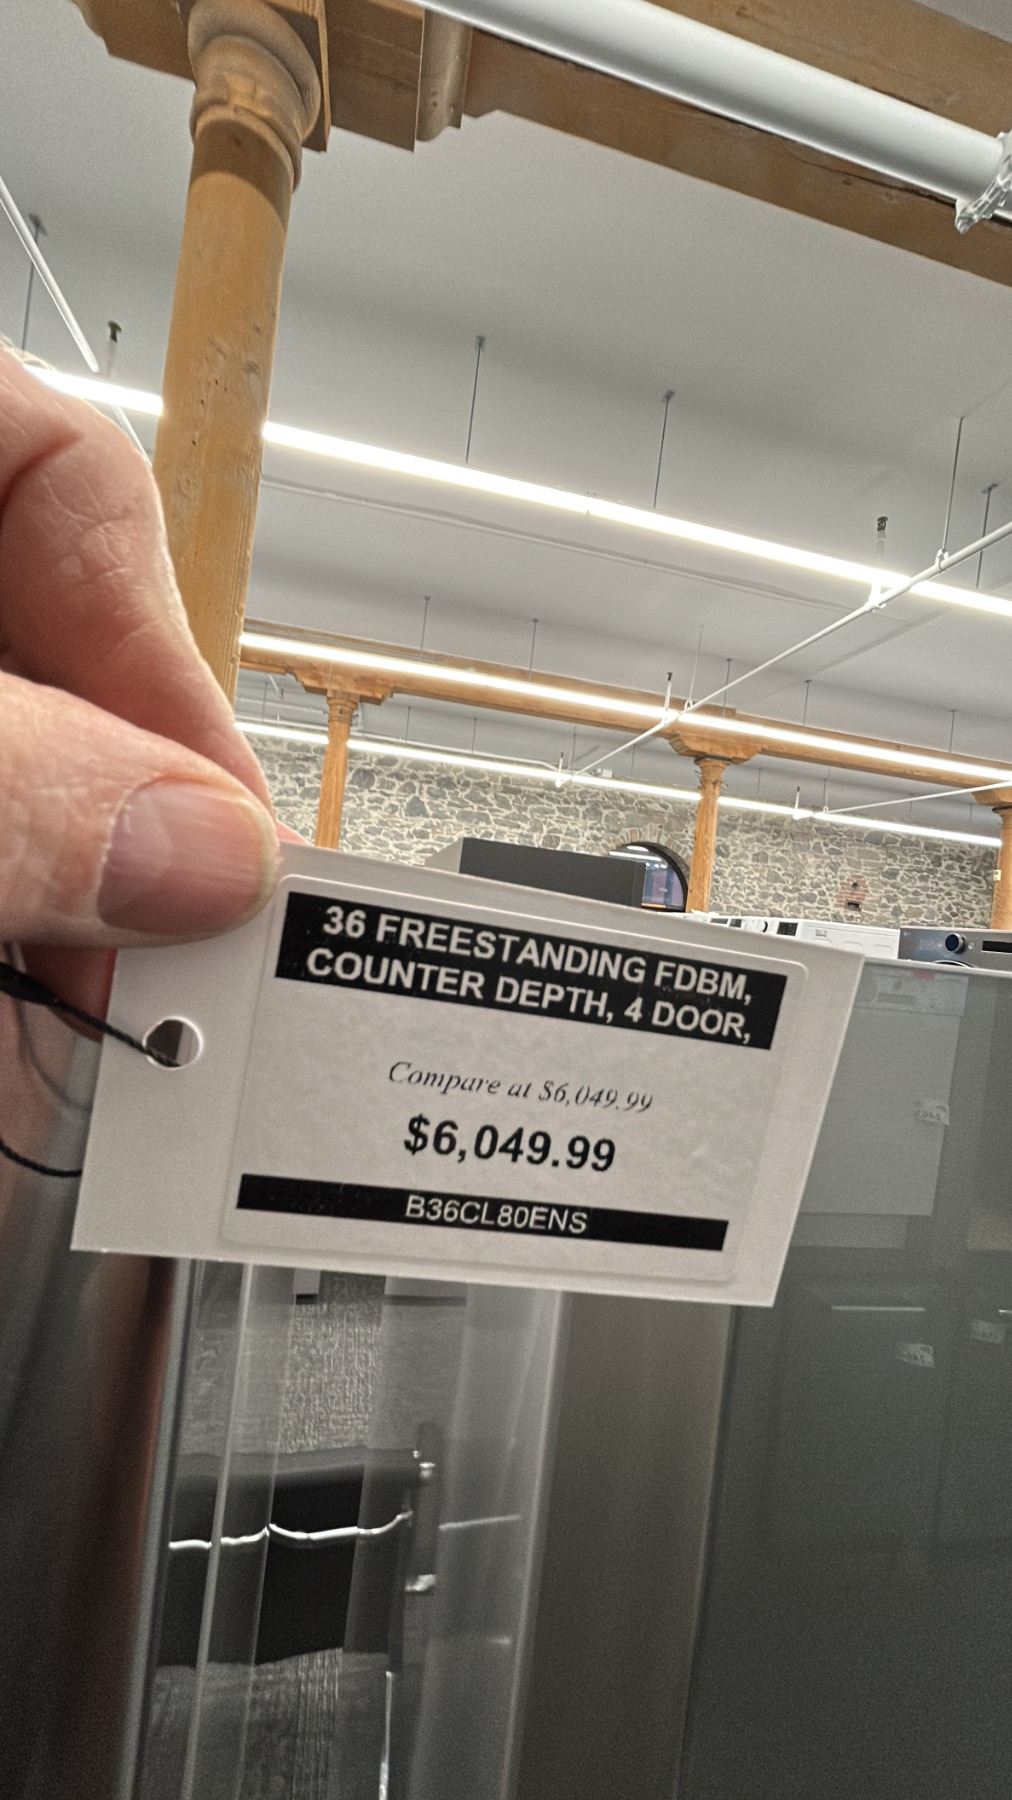 36 FREESTANDING FDBM,
COUNTER DEPTH, 4 DOOR,
Compare at $6,049.99
$6,049.99
B36CL80ENS